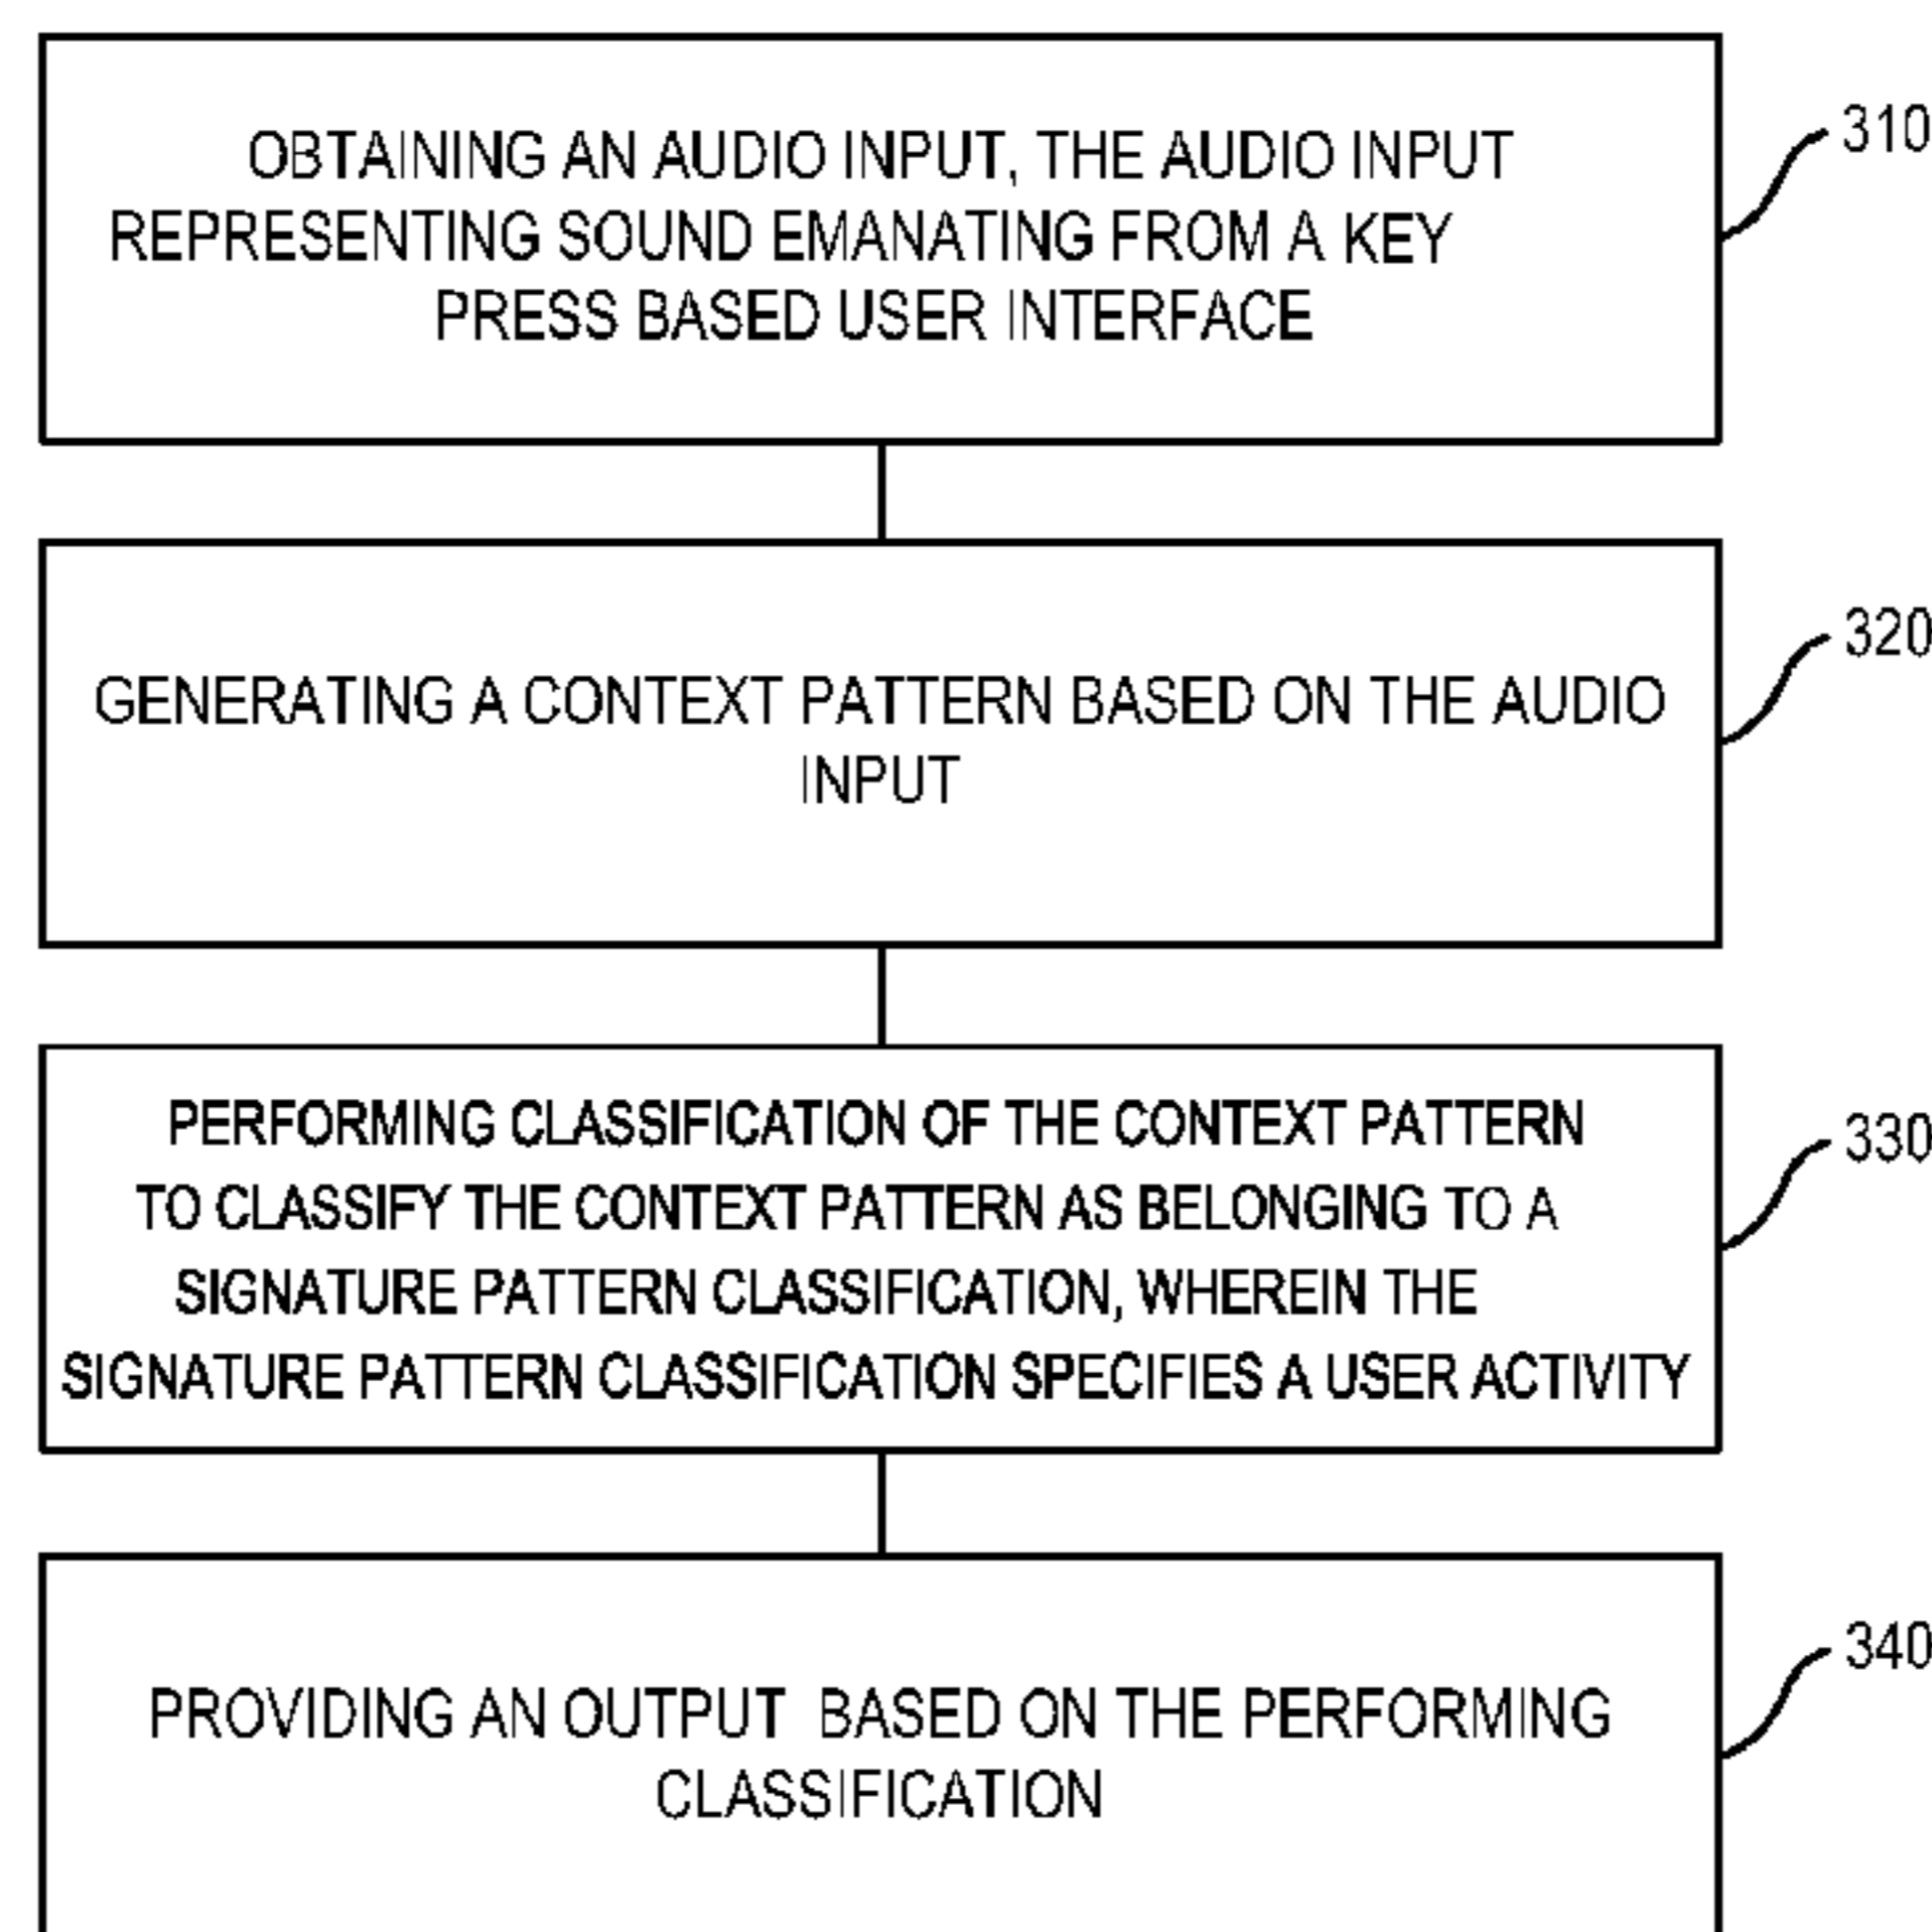 OBTAINING AN AUDIO INPUT, THE AUDIO INPUT
REPRESENTING SOUND EMANATING FROM A KEY
PRESS BASED USER INTERFACE
310
GENERATING A CONTEXT PATTERN BASED ON THE AUDIO
INPUT
320
PERFORMING CLASSIFICATION OF THE CONTEXT PATTERN
TO CLASSIFY THE CONTEXT PATTERN AS BELONGING TO A
SIGNATURE PATTERN CLASSIFICATION, WHEREIN THE
SIGNATURE PATTERN CLASSIFICATION SPECIFIES A USER ACTIVITY
330
PROVIDING AN OUTPUT BASED ON THE PERFORMING
CLASSIFICATION
340